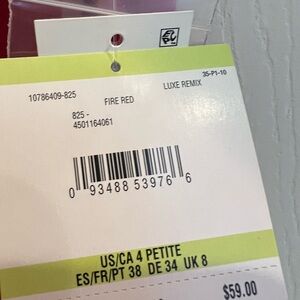 35-P1-10
10786409-825 FIRE RED LUXE REMIX
825 -
4501164061
0 93488 53976 6
US/CA 4 PETITE
ES/FR/PT 38 DE 34 UK 8
$59.00